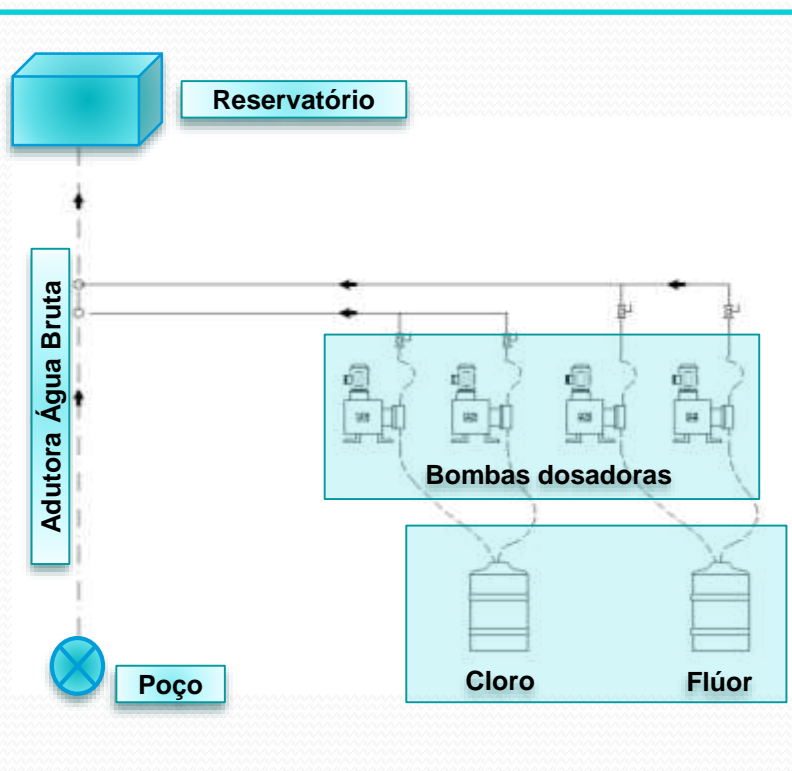 Reservatório
Adutora Água Bruta
Bombas dosadoras
Cloro
Flúor
Poço